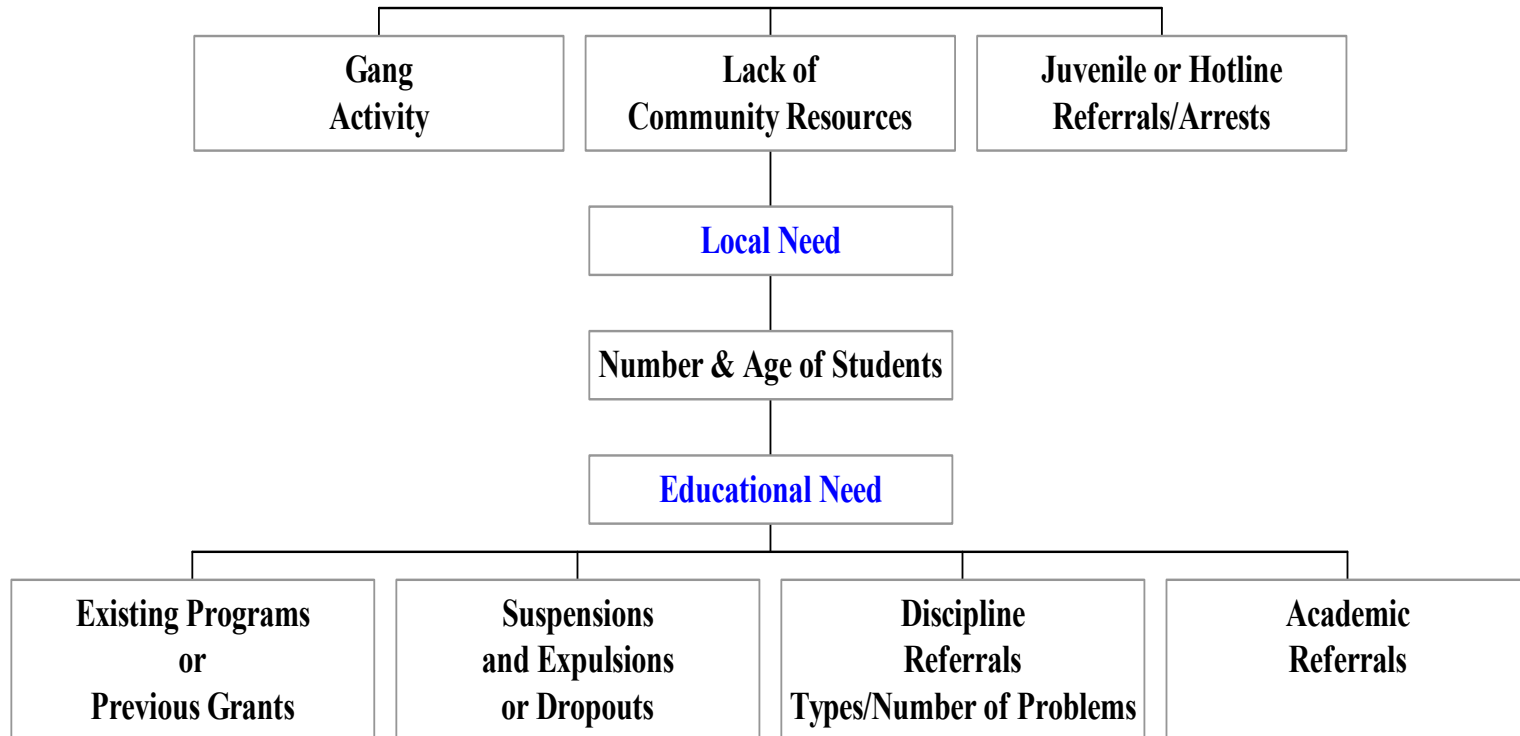 Gang
Activity
Lack of
Community Resources
Juvenile or Hotline
Referrals/Arrests
Local Need
Number & Age of Students
Educational Need
Existing Programs
or
Previous Grants
Suspensions
and Expulsions
or Dropouts
Discipline
Referrals
Types/Number of Problems
Academic
Referrals